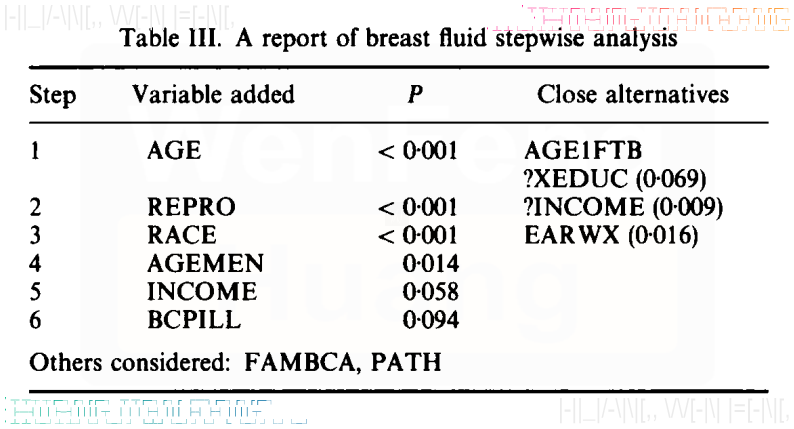 Table III. A report of breast fluid stepwise analysis
Step Variable added P Close alternatives
1 AGE < 0·001 AGE1FTB
?XEDUC (0·069)
2 REPRO < 0·001 ?INCOME (0·009)
3 RACE < 0·001 EARWX (0·016)
4 AGEMEN 0·014
5 INCOME 0·058
6 BCPILL 0·094
Others considered: FAMBCA, PATH